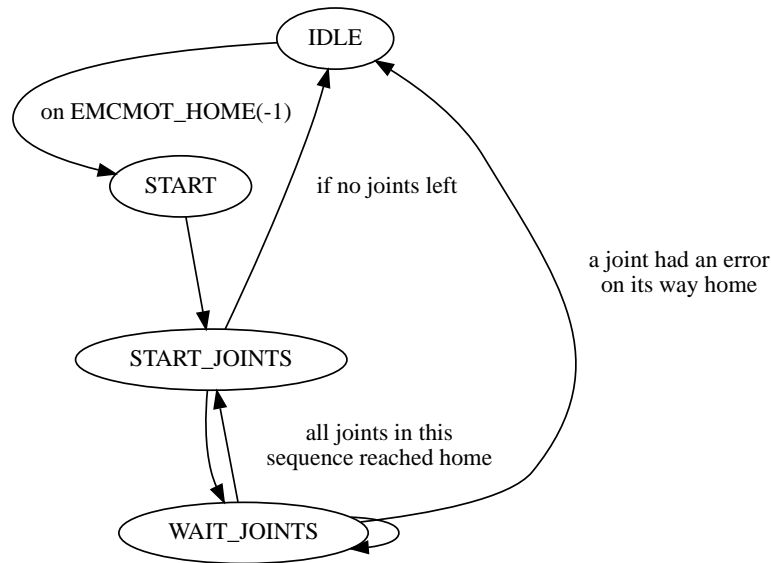 IDLE
on EMCMOT_HOME(-1)
START
if no joints left
a joint had an error
on its way home
START_JOINTS
all joints in this
sequence reached home
WAIT_JOINTS